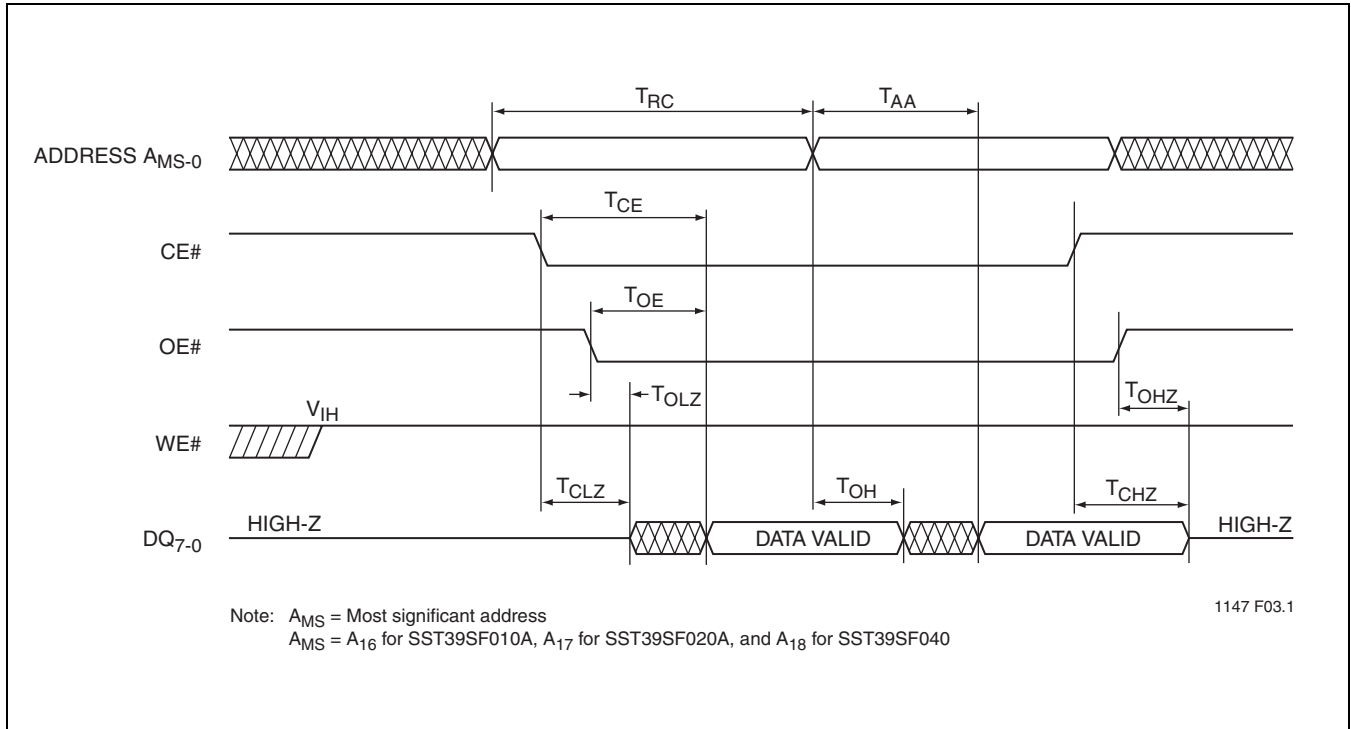 TRC
TAA
ADDRESS AMS-0
TCE
CE#
TOE
OE#
TOLZ
TOHZ
VIH
WE#
TCLZ
TOH
TCHZ
HIGH-Z
DATA VALID
DATA VALID
HIGH-Z
DQ7-0
Note: AMS = Most significant address
AMS = A16 for SST39SF010A, A17 for SST39SF020A, and A18 for SST39SF040
1147 F03.1